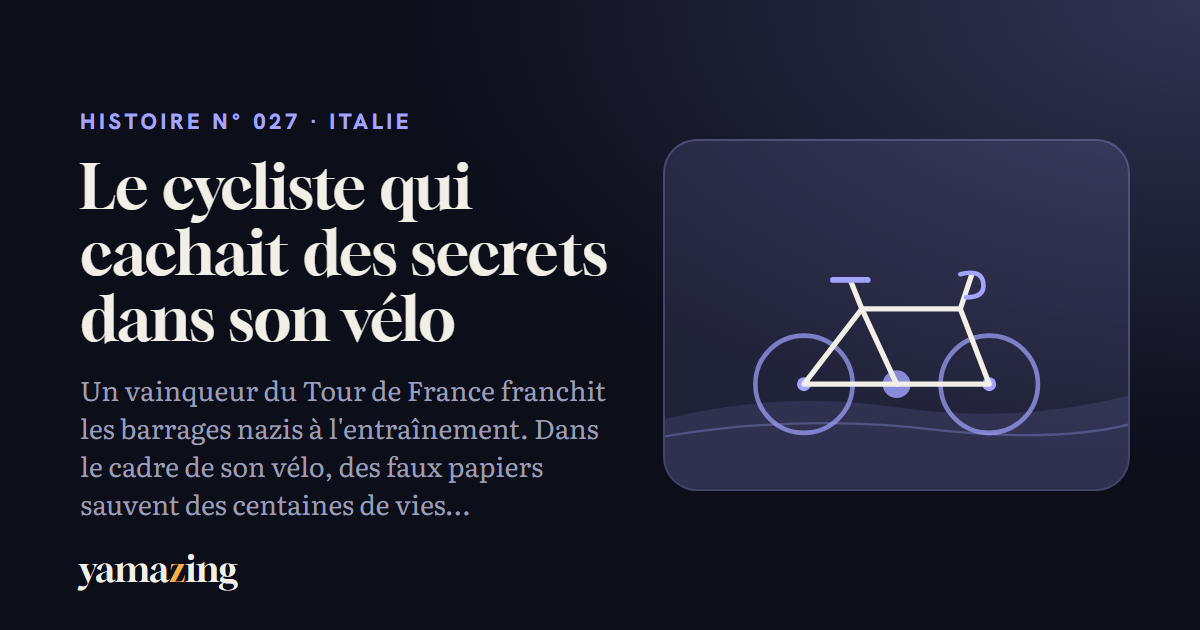 HISTOIRE N° 027 · ITALIE
Le cycliste qui
cachait des secrets
dans son vélo
Un vainqueur du Tour de France franchit
les barrages nazis à l'entraînement. Dans
le cadre de son vélo, des faux papiers
sauvent des centaines de vies…
yamazing